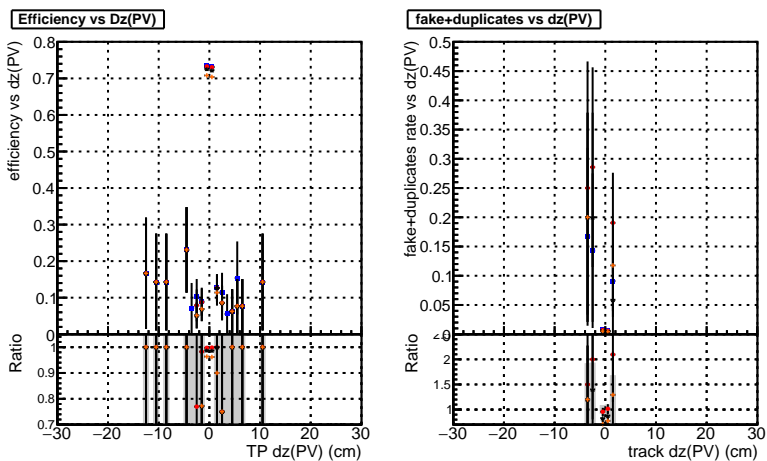 Efficiency vs Dz(PV)
efficiency vs dz(PV)
0.8
0.7
0.6
0.5
0.4
0.3
0.2
0.1
0
Ratio
1
0.9
0.8
0.7
−30 −20 −10 0 10 20 30
TP dz(PV) (cm)
fake+duplicates vs dz(PV)
fake+duplicates rate vs dz(PV)
0.5
0.45
0.4
0.35
0.3
0.25
0.2
0.15
0.1
0.05
0
Ratio
2
1.5
1
−30 −20 −10 0 10 20 30
track dz(PV) (cm)